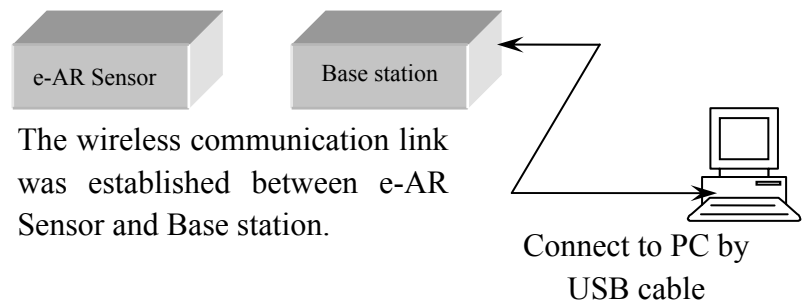 e-AR Sensor
Base station
The wireless communication link
was established between e-AR
Sensor and Base station.
Connect to PC by
USB cable